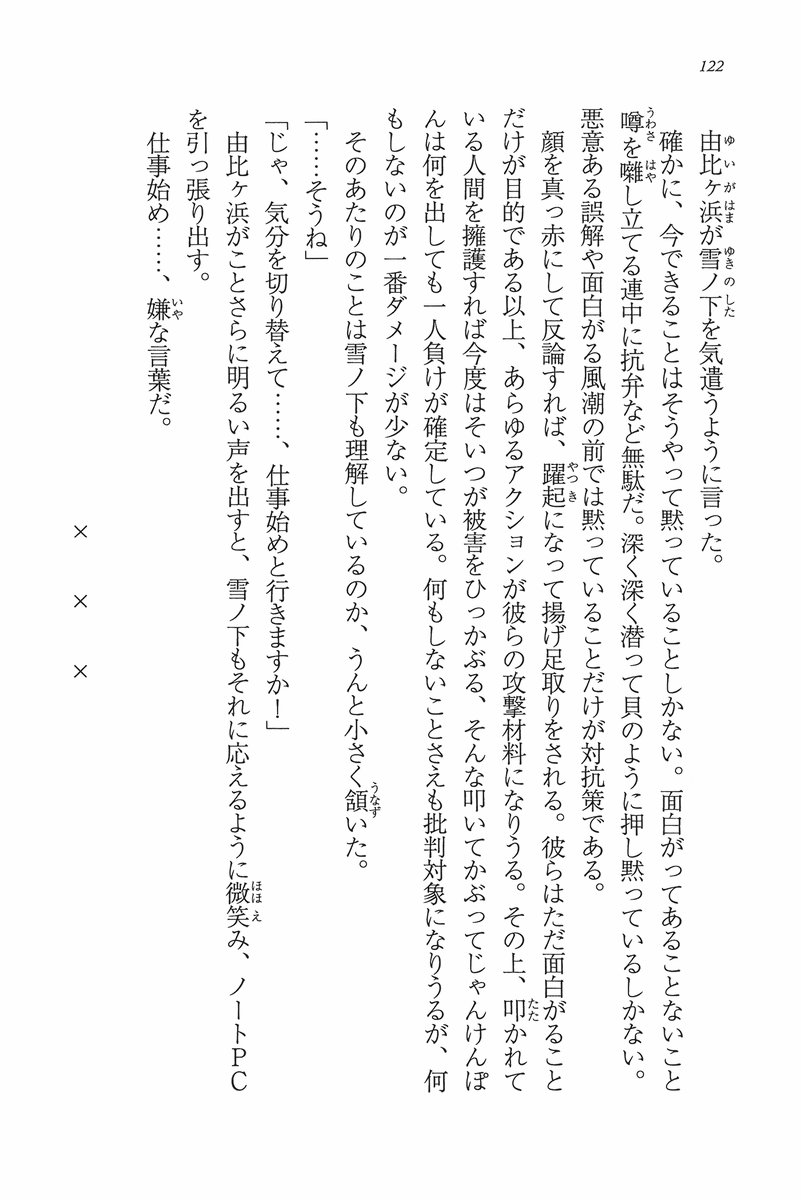 122
由比ヶ浜が雪ノ下を気遣うように言った。
確かに、今できることはそうやって黙っていることしかない。面白がってあることないこと
噂を囃し立てる連中に抗弁など無駄だ。深く深く潜って貝のように押し黙っているしかない。
悪意ある誤解や面白がる風潮の前では黙っていることだけが対抗策である。
顔を真っ赤にして反論すれば、躍起になって揚げ足取りをされる。彼らはただ面白がること
だけが目的である以上、あらゆるアクションが彼らの攻撃材料になりうる。その上、叩かれて
いる人間を擁護すれば今度はそいつが被害をひっかぶる、そんな叩いてかぶってじゃんけんぽ
んは何を出しても一人負けが確定している。何もしないことさえも批判対象になりうるが、何
もしないのが一番ダメージが少ない。
そのあたりのことは雪ノ下も理解しているのか、うんと小さく頷いた。
「……そうね」
「じゃ、気分を切り替えて……、仕事始めと行きますか！」
由比ヶ浜がことさらに明るい声を出すと、雪ノ下もそれに応えるように微笑み、ノートＰＣ
を引っ張り出す。
仕事始め……、嫌な言葉だ。
×　×　×